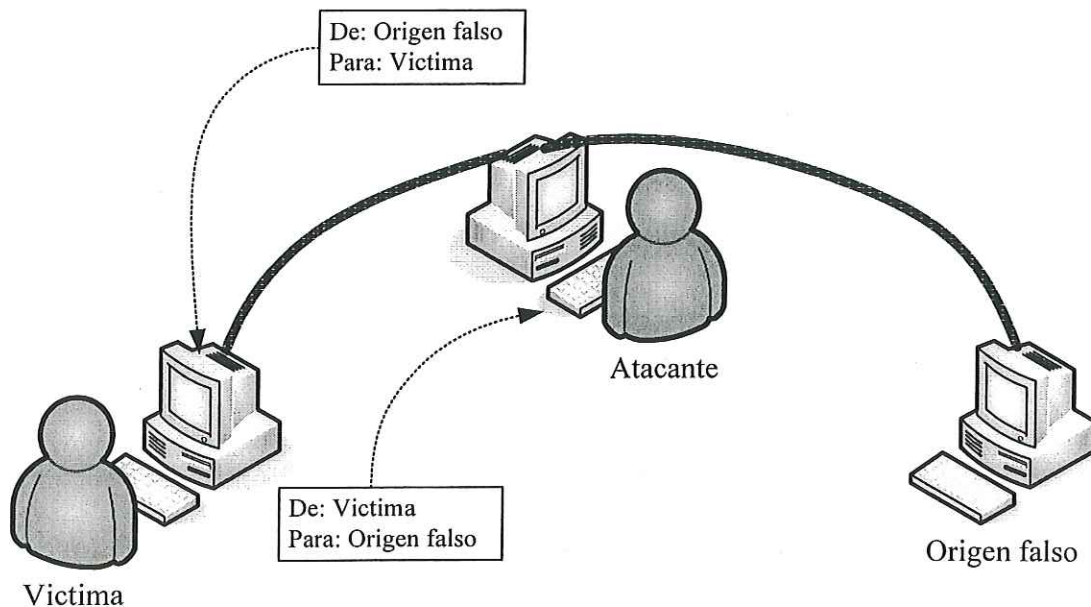 De: Origen falso
Para: Victima
Atacante
De: Victima
Para: Origen falso
Origen falso
Victima